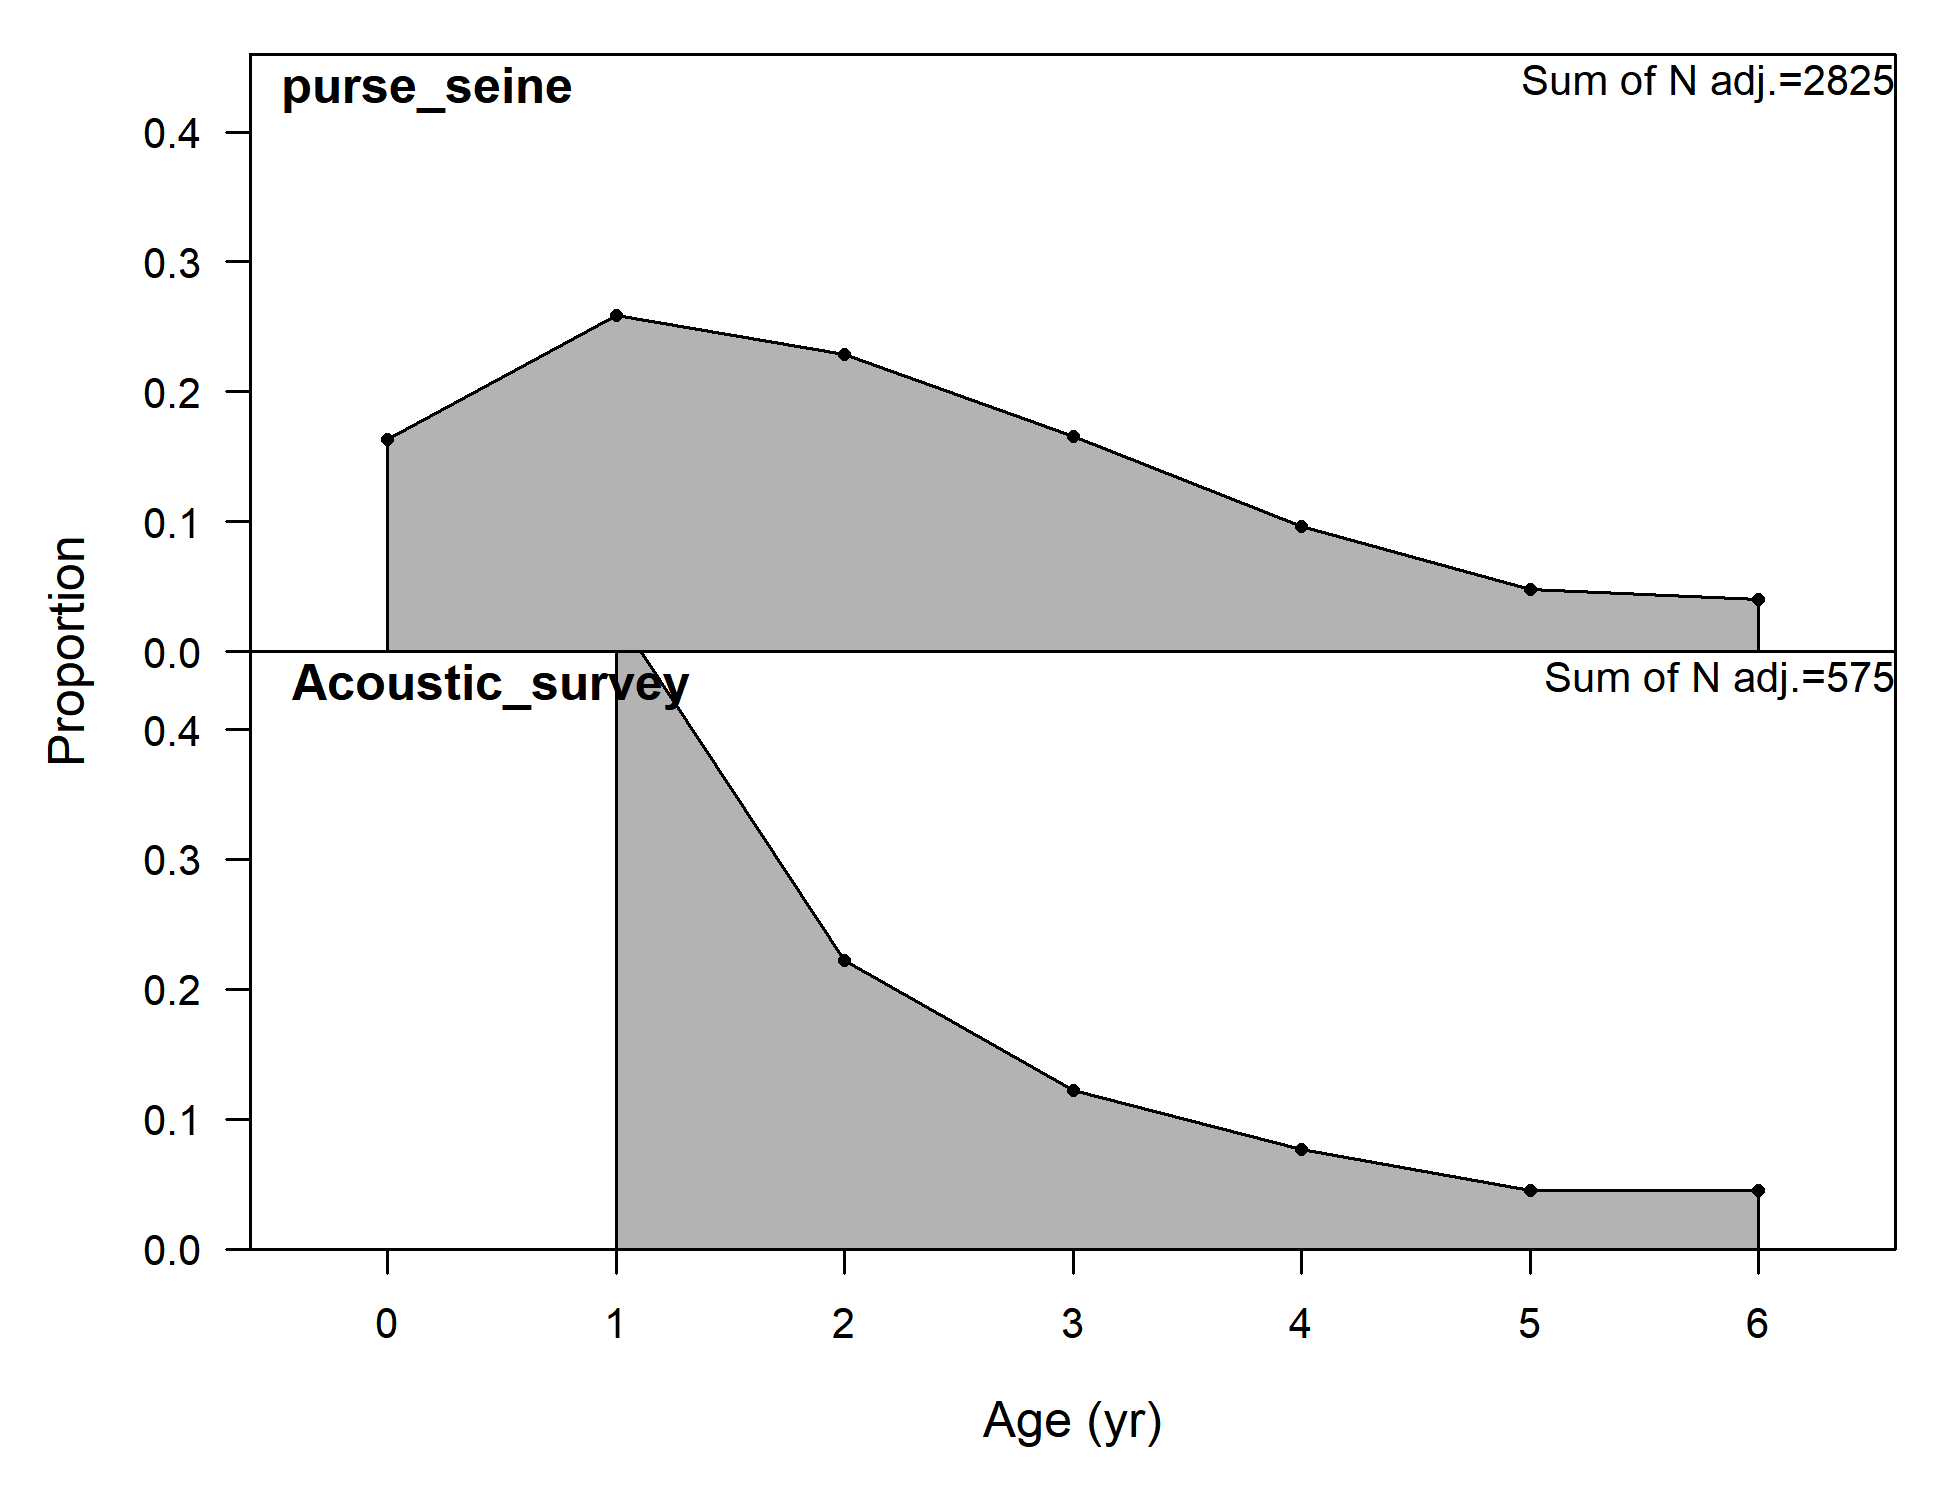 purse_seine
Sum of N adj.=2825
0.4
0.3
0.2
0.1
0.0
Acoustic_survey
Sum of N adj.=575
0.4
0.3
0.2
0.1
0.0
Proportion
0 1 2 3 4 5 6
Age (yr)